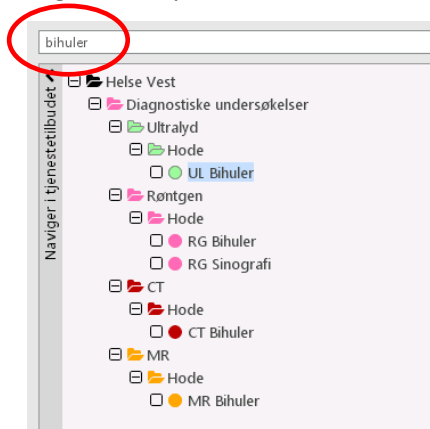 bihuler
Naviger i tjenestetilbudet
Helse Vest
Diagnostiske undersøkelser
Ultralyd
Hode
UL Bihuler
Røntgen
Hode
RG Bihuler
RG Sinografi
CT
Hode
CT Bihuler
MR
Hode
MR Bihuler